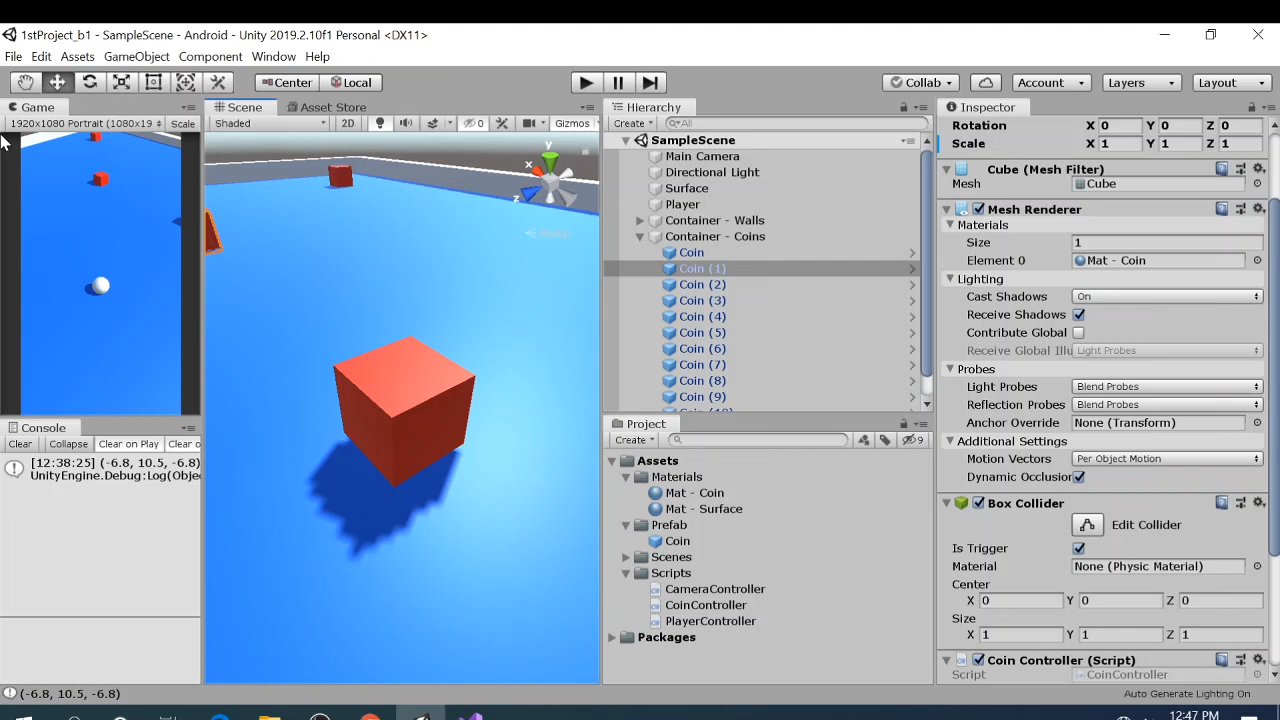 1stProject_b1 - SampleScene - Android - Unity 2019.2.10f1 Personal <DX11>
File Edit Assets GameObject Component Window Help
Center Local Collab Account Layers Layout
Game
1920x1080 Portrait (1080x19 Scale
Scene Asset Store
Shaded 2D 0 Gizmos
y
x
z
Persp
Hierarchy
Create All
SampleScene
Main Camera
Directional Light
Surface
Player
Container - Walls
Container - Coins
Coin
Coin (1)
Coin (2)
Coin (3)
Coin (4)
Coin (5)
Coin (6)
Coin (7)
Coin (8)
Coin (9)
Project
Create 9
Assets
Materials
Mat - Coin
Mat - Surface
Prefab
Coin
Scenes
Scripts
CameraController
CoinController
PlayerController
Packages
Inspector
Rotation X 0 Y 0 Z 0
Scale X 1 Y 1 Z 1
Cube (Mesh Filter)
Mesh Cube
Mesh Renderer
Materials
Size 1
Element 0 Mat - Coin
Lighting
Cast Shadows On
Receive Shadows
Contribute Global
Receive Global Illu Light Probes
Probes
Light Probes Blend Probes
Reflection Probes Blend Probes
Anchor Override None (Transform)
Additional Settings
Motion Vectors Per Object Motion
Dynamic Occlusion
Box Collider
Edit Collider
Is Trigger
Material None (Physic Material)
Center
X 0 Y 0 Z 0
Size
X 1 Y 1 Z 1
Coin Controller (Script)
Script CoinController
Console
Clear Collapse Clear on Play Clear o
[12:38:25] (-6.8, 10.5, -6.8)
UnityEngine.Debug:Log(Objec
(-6.8, 10.5, -6.8)
Auto Generate Lighting On
12:47 PM